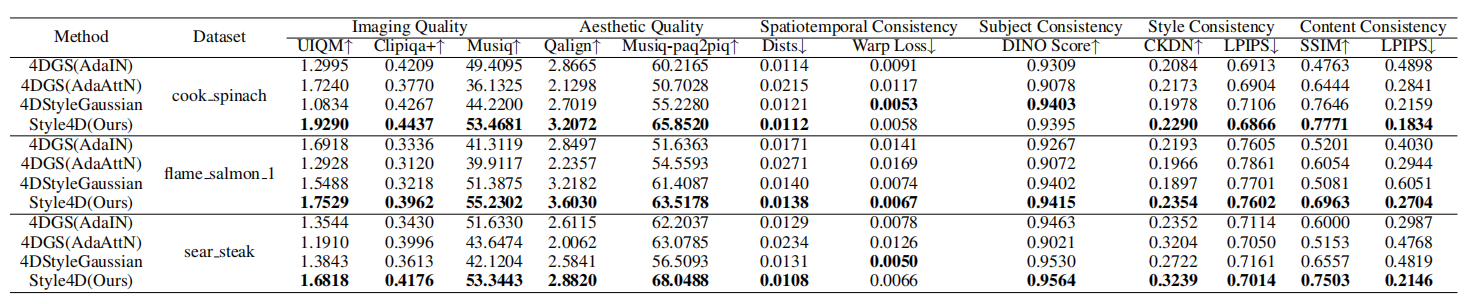 Method Dataset Imaging Quality Aesthetic Quality Spatiotemporal Consistency Subject Consistency Style Consistency Content Consistency
UIQM↑ Clipiqa+↑ Musiq↑ Qalign↑ Musiq-paq2piq↑ Dists↓ Warp Loss↓ DINO Score↑ CKDN↑ LPIPS↓ SSIM↑ LPIPS↓
4DGS(AdaIN) cook_spinach 1.2995 0.4209 49.4095 2.8665 60.2165 0.0114 0.0091 0.9309 0.2084 0.6913 0.4763 0.4898
4DGS(AdaAttN) 1.7240 0.3770 36.1325 2.1298 50.7028 0.0215 0.0117 0.9078 0.2173 0.6904 0.6444 0.2841
4DStyleGaussian 1.0834 0.4267 44.2200 2.7019 55.2280 0.0121 0.0053 0.9403 0.1978 0.7106 0.7646 0.2159
Style4D(Ours) 1.9290 0.4437 53.4681 3.2072 65.8520 0.0112 0.0058 0.9395 0.2290 0.6866 0.7771 0.1834
4DGS(AdaIN) flame_salmon_1 1.6918 0.3336 41.3119 2.8497 51.6363 0.0171 0.0141 0.9267 0.2193 0.7605 0.5201 0.4030
4DGS(AdaAttN) 1.2928 0.3120 39.9117 2.2357 54.5593 0.0271 0.0169 0.9072 0.1966 0.7861 0.6054 0.2944
4DStyleGaussian 1.5488 0.3218 51.3875 3.2182 61.4087 0.0140 0.0074 0.9402 0.1897 0.7701 0.5081 0.6051
Style4D(Ours) 1.7529 0.3962 55.2302 3.6030 63.5178 0.0138 0.0067 0.9415 0.2354 0.7602 0.6963 0.2704
4DGS(AdaIN) sear_steak 1.3544 0.3430 51.6330 2.6115 62.2037 0.0129 0.0078 0.9463 0.2352 0.7114 0.6000 0.2987
4DGS(AdaAttN) 1.1910 0.3996 43.6474 2.0062 63.0785 0.0234 0.0126 0.9021 0.3204 0.7050 0.5153 0.4768
4DStyleGaussian 1.3843 0.3613 42.1204 2.5841 56.5093 0.0131 0.0050 0.9530 0.2722 0.7161 0.6557 0.4819
Style4D(Ours) 1.6818 0.4176 53.3443 2.8820 68.0488 0.0108 0.0066 0.9564 0.3239 0.7014 0.7503 0.2146